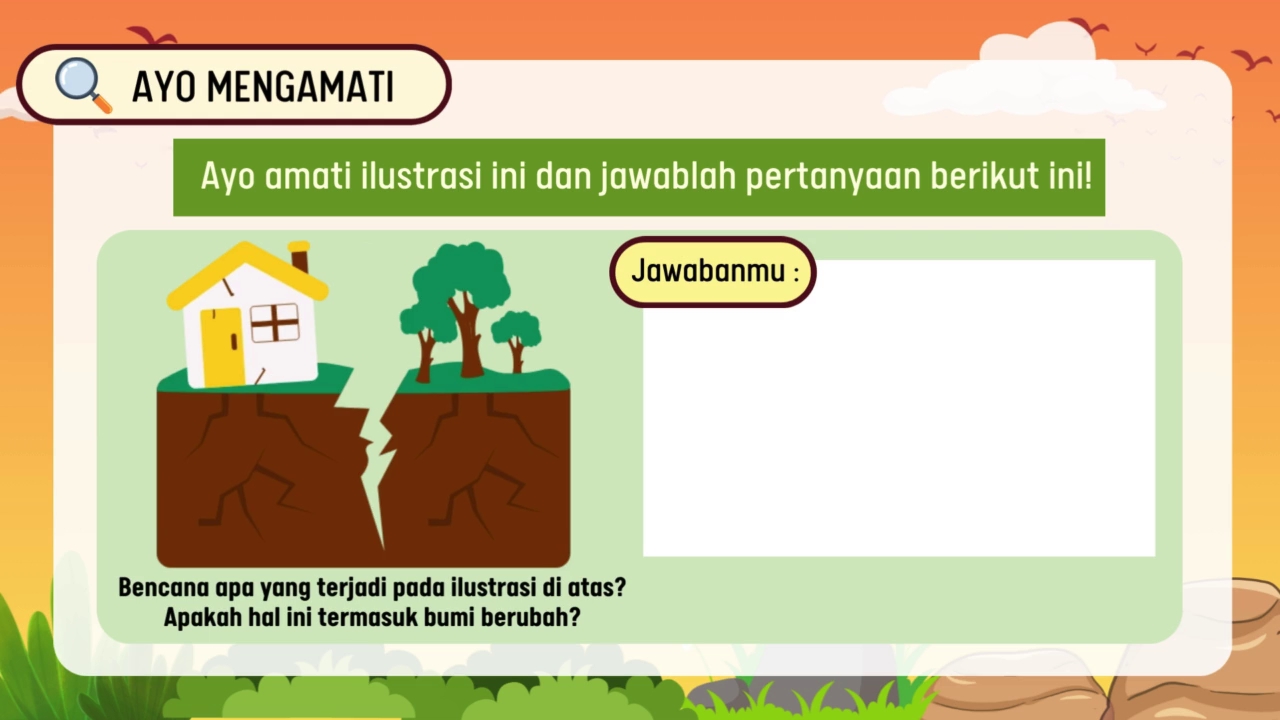 AYO MENGAMATI
Ayo amati ilustrasi ini dan jawablah pertanyaan berikut ini!
Jawabanmu :
Bencana apa yang terjadi pada ilustrasi di atas?
Apakah hal ini termasuk bumi berubah?